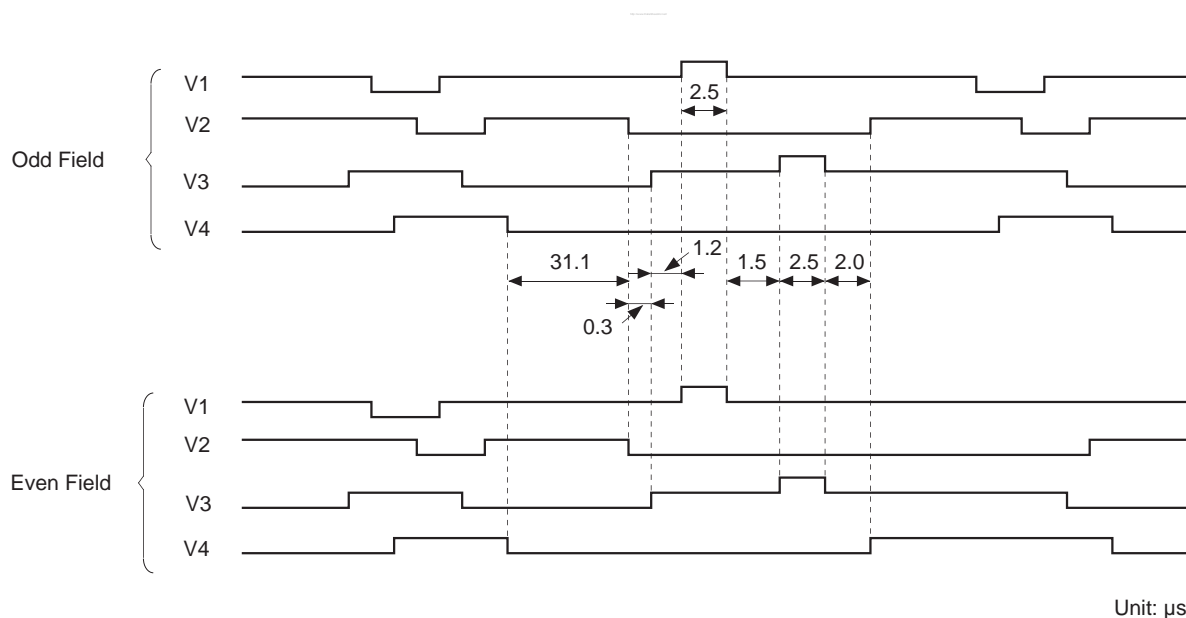 V1
2.5
V2
Odd Field
V3
V4
1.2
31.1
1.5
2.5
2.0
0.3
V1
V2
Even Field
V3
V4
Unit: µs